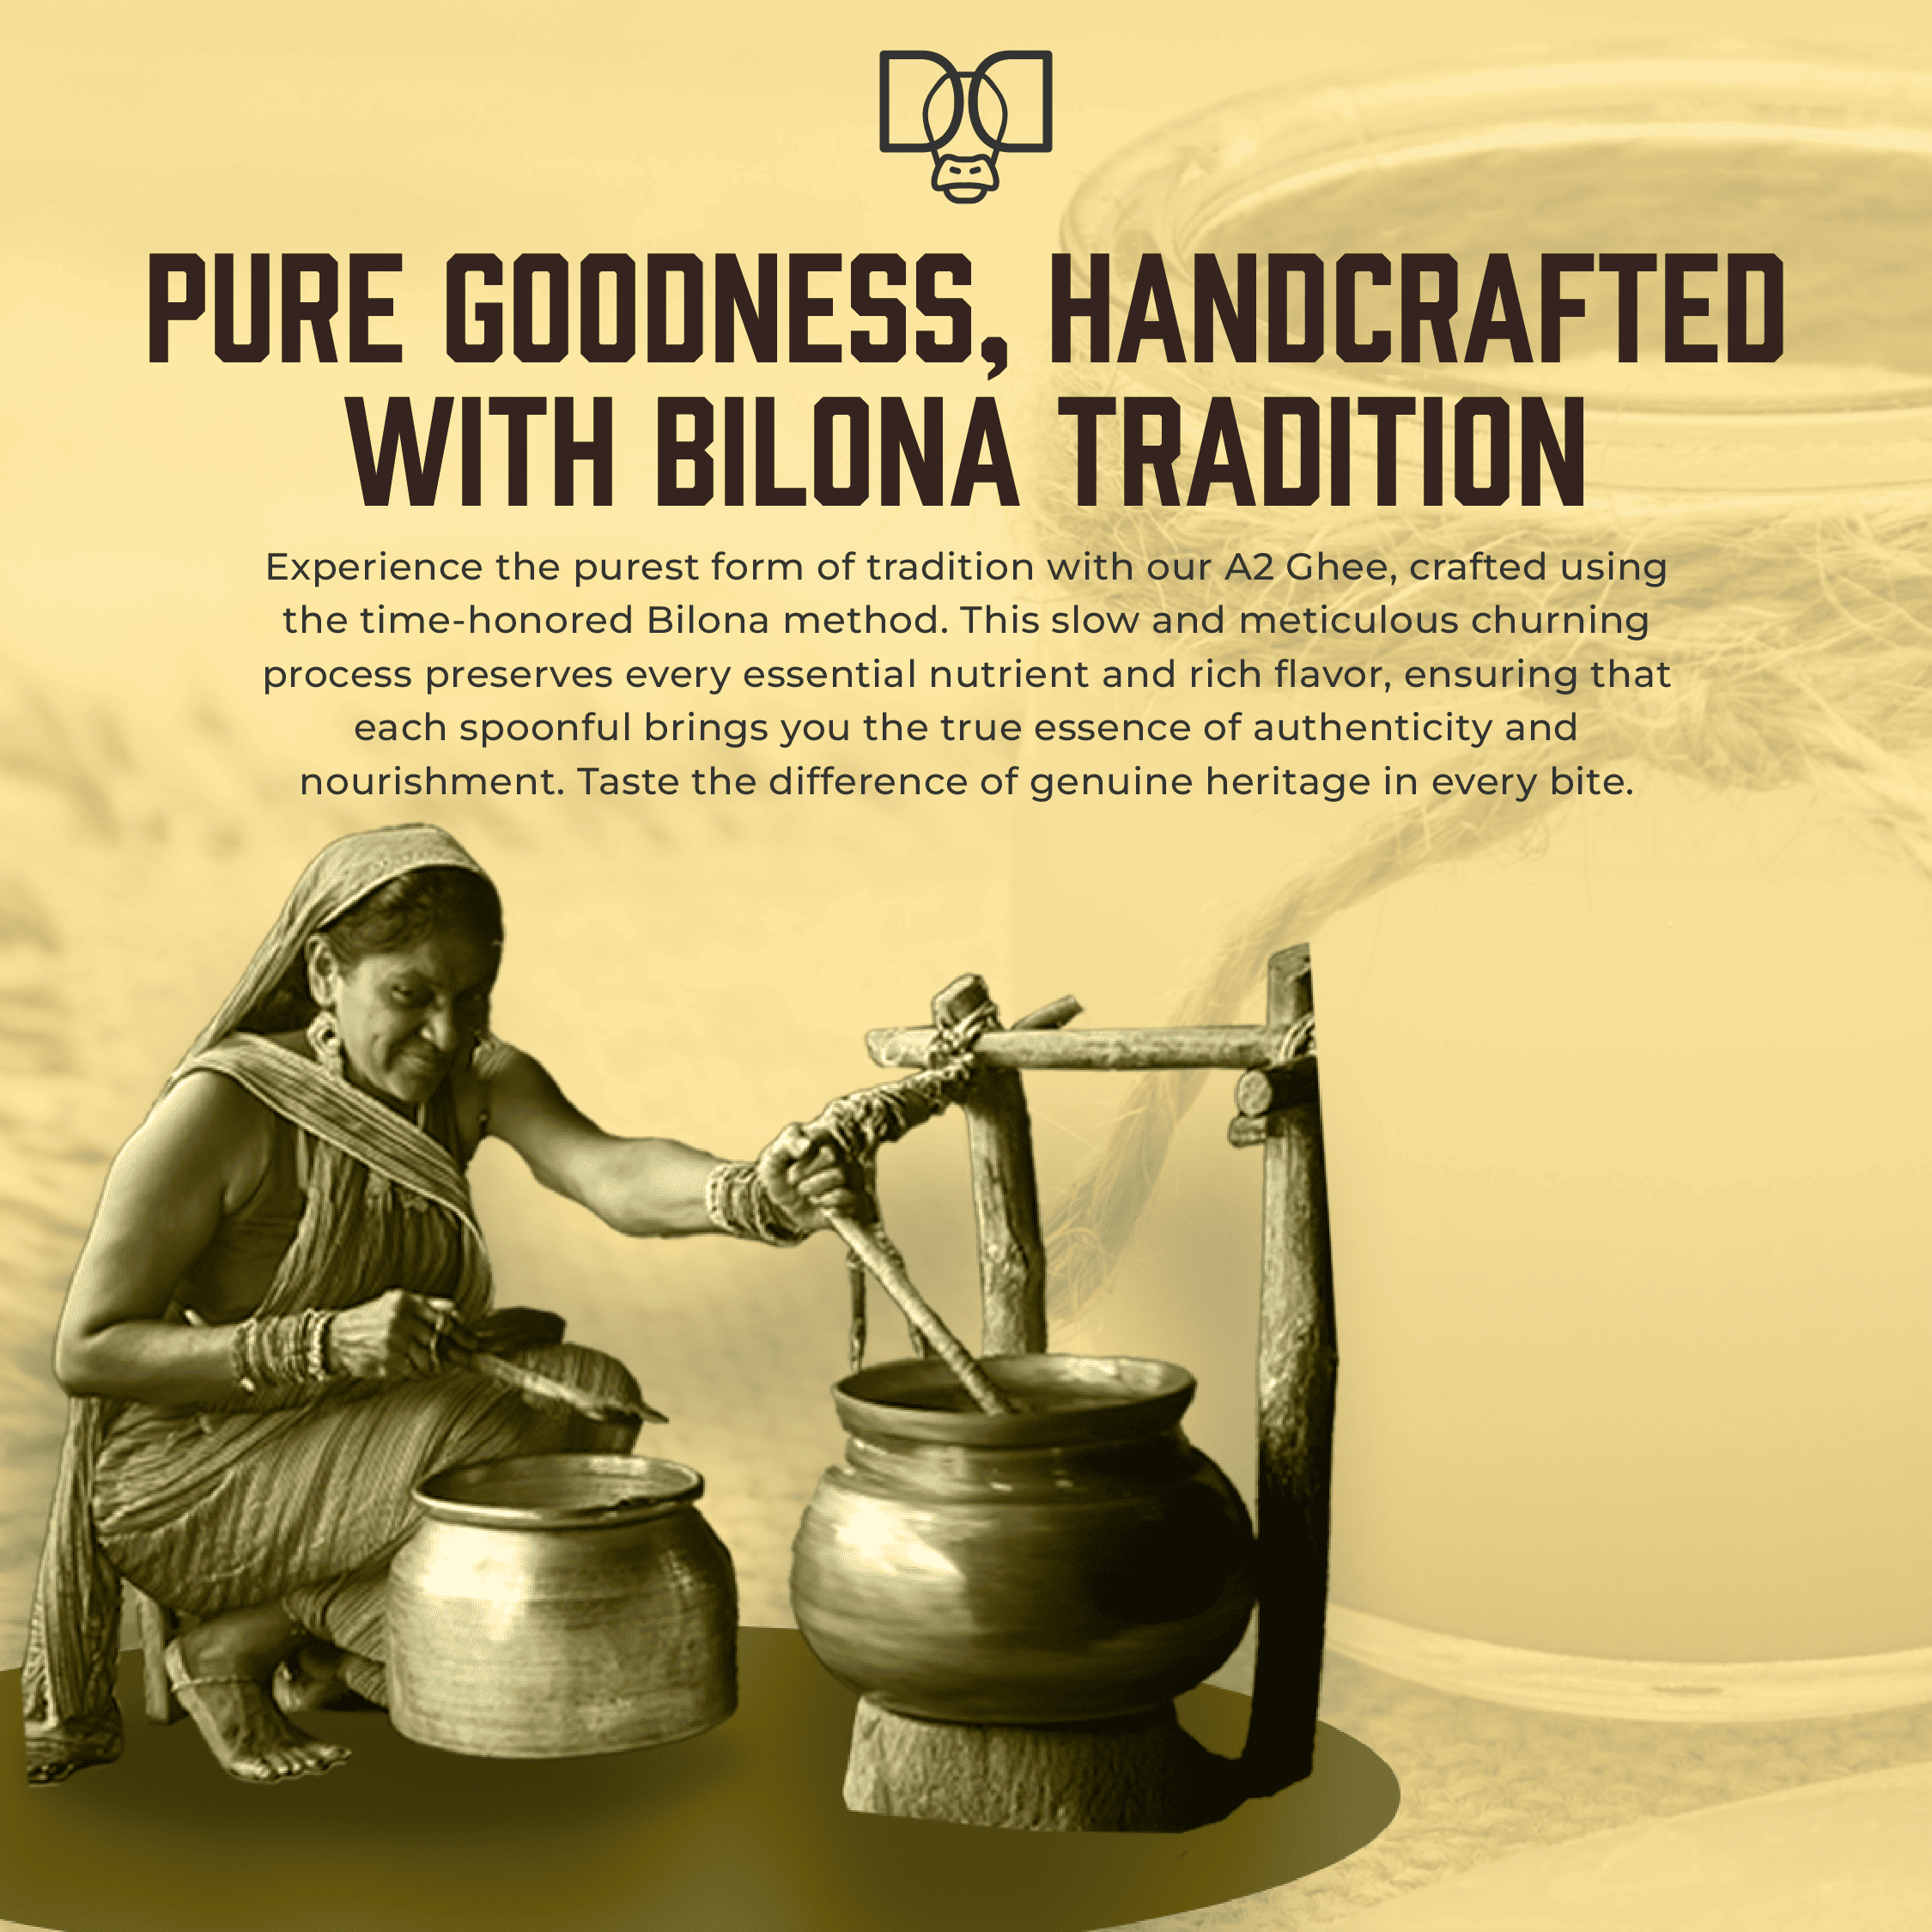 PURE GOODNESS, HANDCRAFTED
WITH BILONA TRADITION
Experience the purest form of tradition with our A2 Ghee, crafted using
the time-honored Bilona method. This slow and meticulous churning
process preserves every essential nutrient and rich flavor, ensuring that
each spoonful brings you the true essence of authenticity and
nourishment. Taste the difference of genuine heritage in every bite.